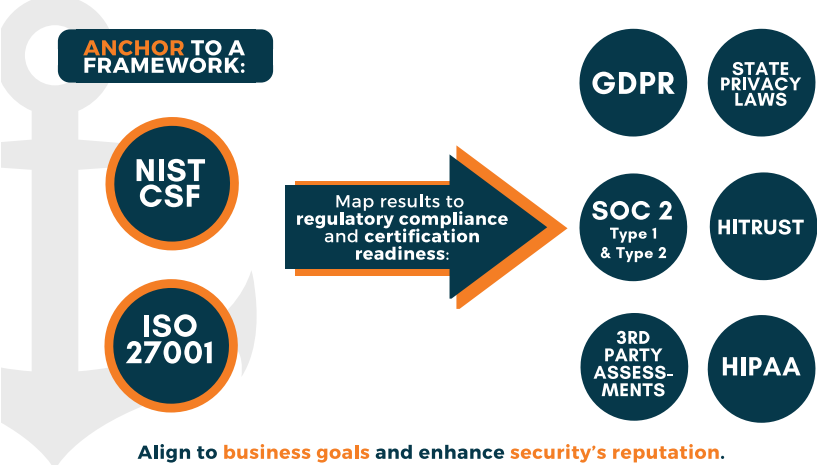 ANCHOR TO A
FRAMEWORK:
NIST
CSF
ISO
27001
Map results to
regulatory compliance
and certification
readiness:
GDPR
STATE
PRIVACY
LAWS
SOC 2
Type 1
& Type 2
HITRUST
3RD
PARTY
ASSESS-
MENTS
HIPAA
Align to business goals and enhance security's reputation.